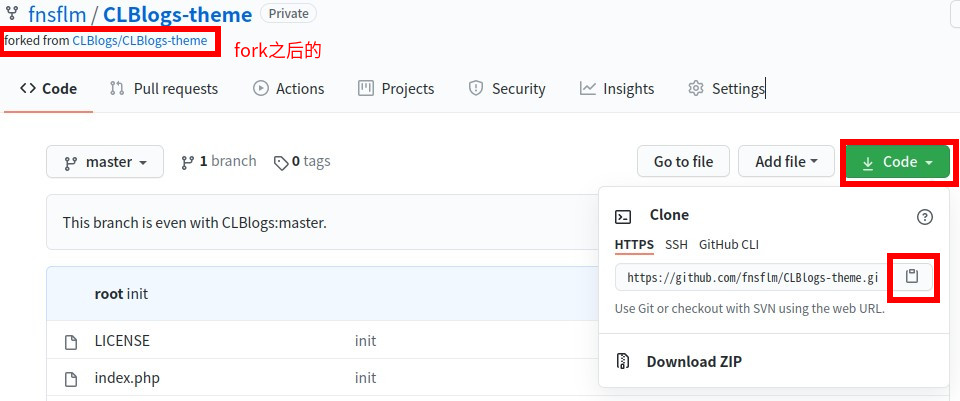 fnsflm / CLBlogs-theme Private
forked from CLBlogs/CLBlogs-theme
fork之后的
Code Pull requests Actions Projects Security Insights Settings
master 1 branch 0 tags Go to file Add file Code
This branch is even with CLBlogs:master.
Clone
HTTPS SSH GitHub CLI
https://github.com/fnsflm/CLBlogs-theme.gi
Use Git or checkout with SVN using the web URL.
Download ZIP
root init
LICENSE init
index.php init